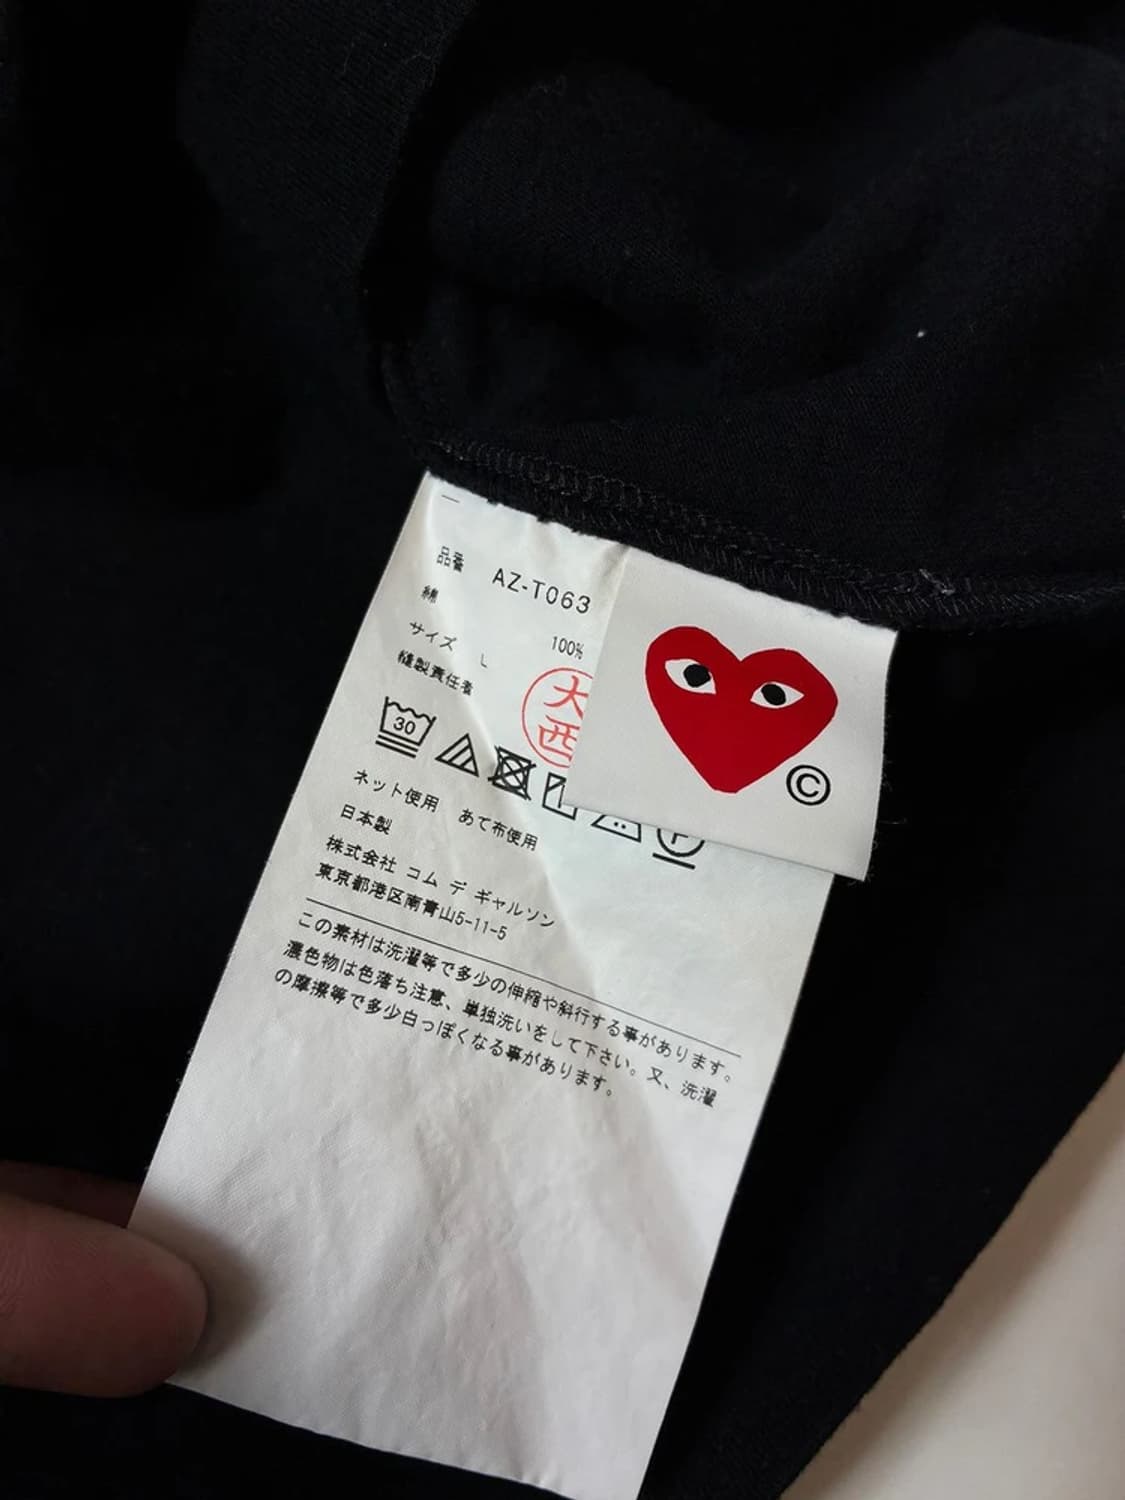 品番 AZ-T063
綿 100%
サイズ L
縫製責任者
大西
30
ネット使用 あて布使用
日本製
株式会社 コム デ ギャルソン
東京都港区南青山5-11-5
この素材は洗濯等で多少の伸縮や斜行する事があります。
濃色物は色落ち注意、単独洗いをして下さい。又、洗濯
の摩擦等で多少白っぽくなる事があります。
©
P